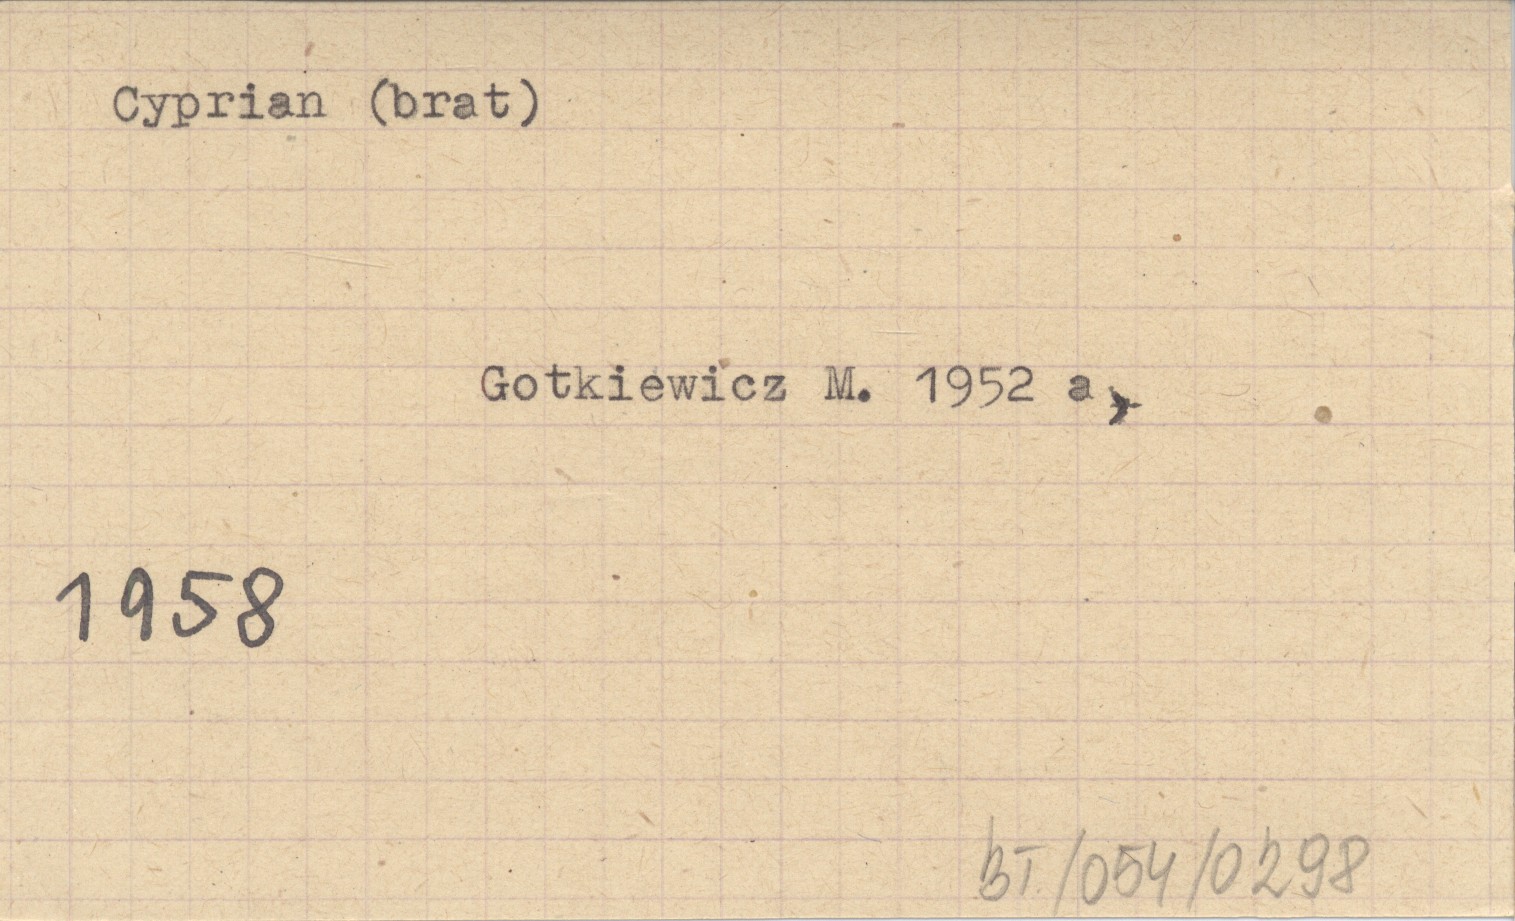 Cyprian (brat)
Gotkiewicz M. 1952 a,
1958
BT/054/0298